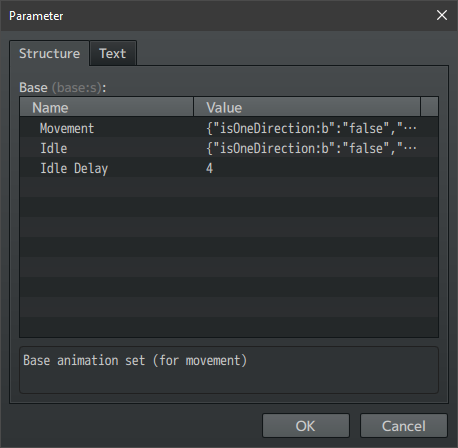 Parameter
Structure
Text
Base (base:s):
Name Value
Movement {"isOneDirection:b":"false","⋯
Idle {"isOneDirection:b":"false","⋯
Idle Delay 4
Base animation set (for movement)
OK Cancel